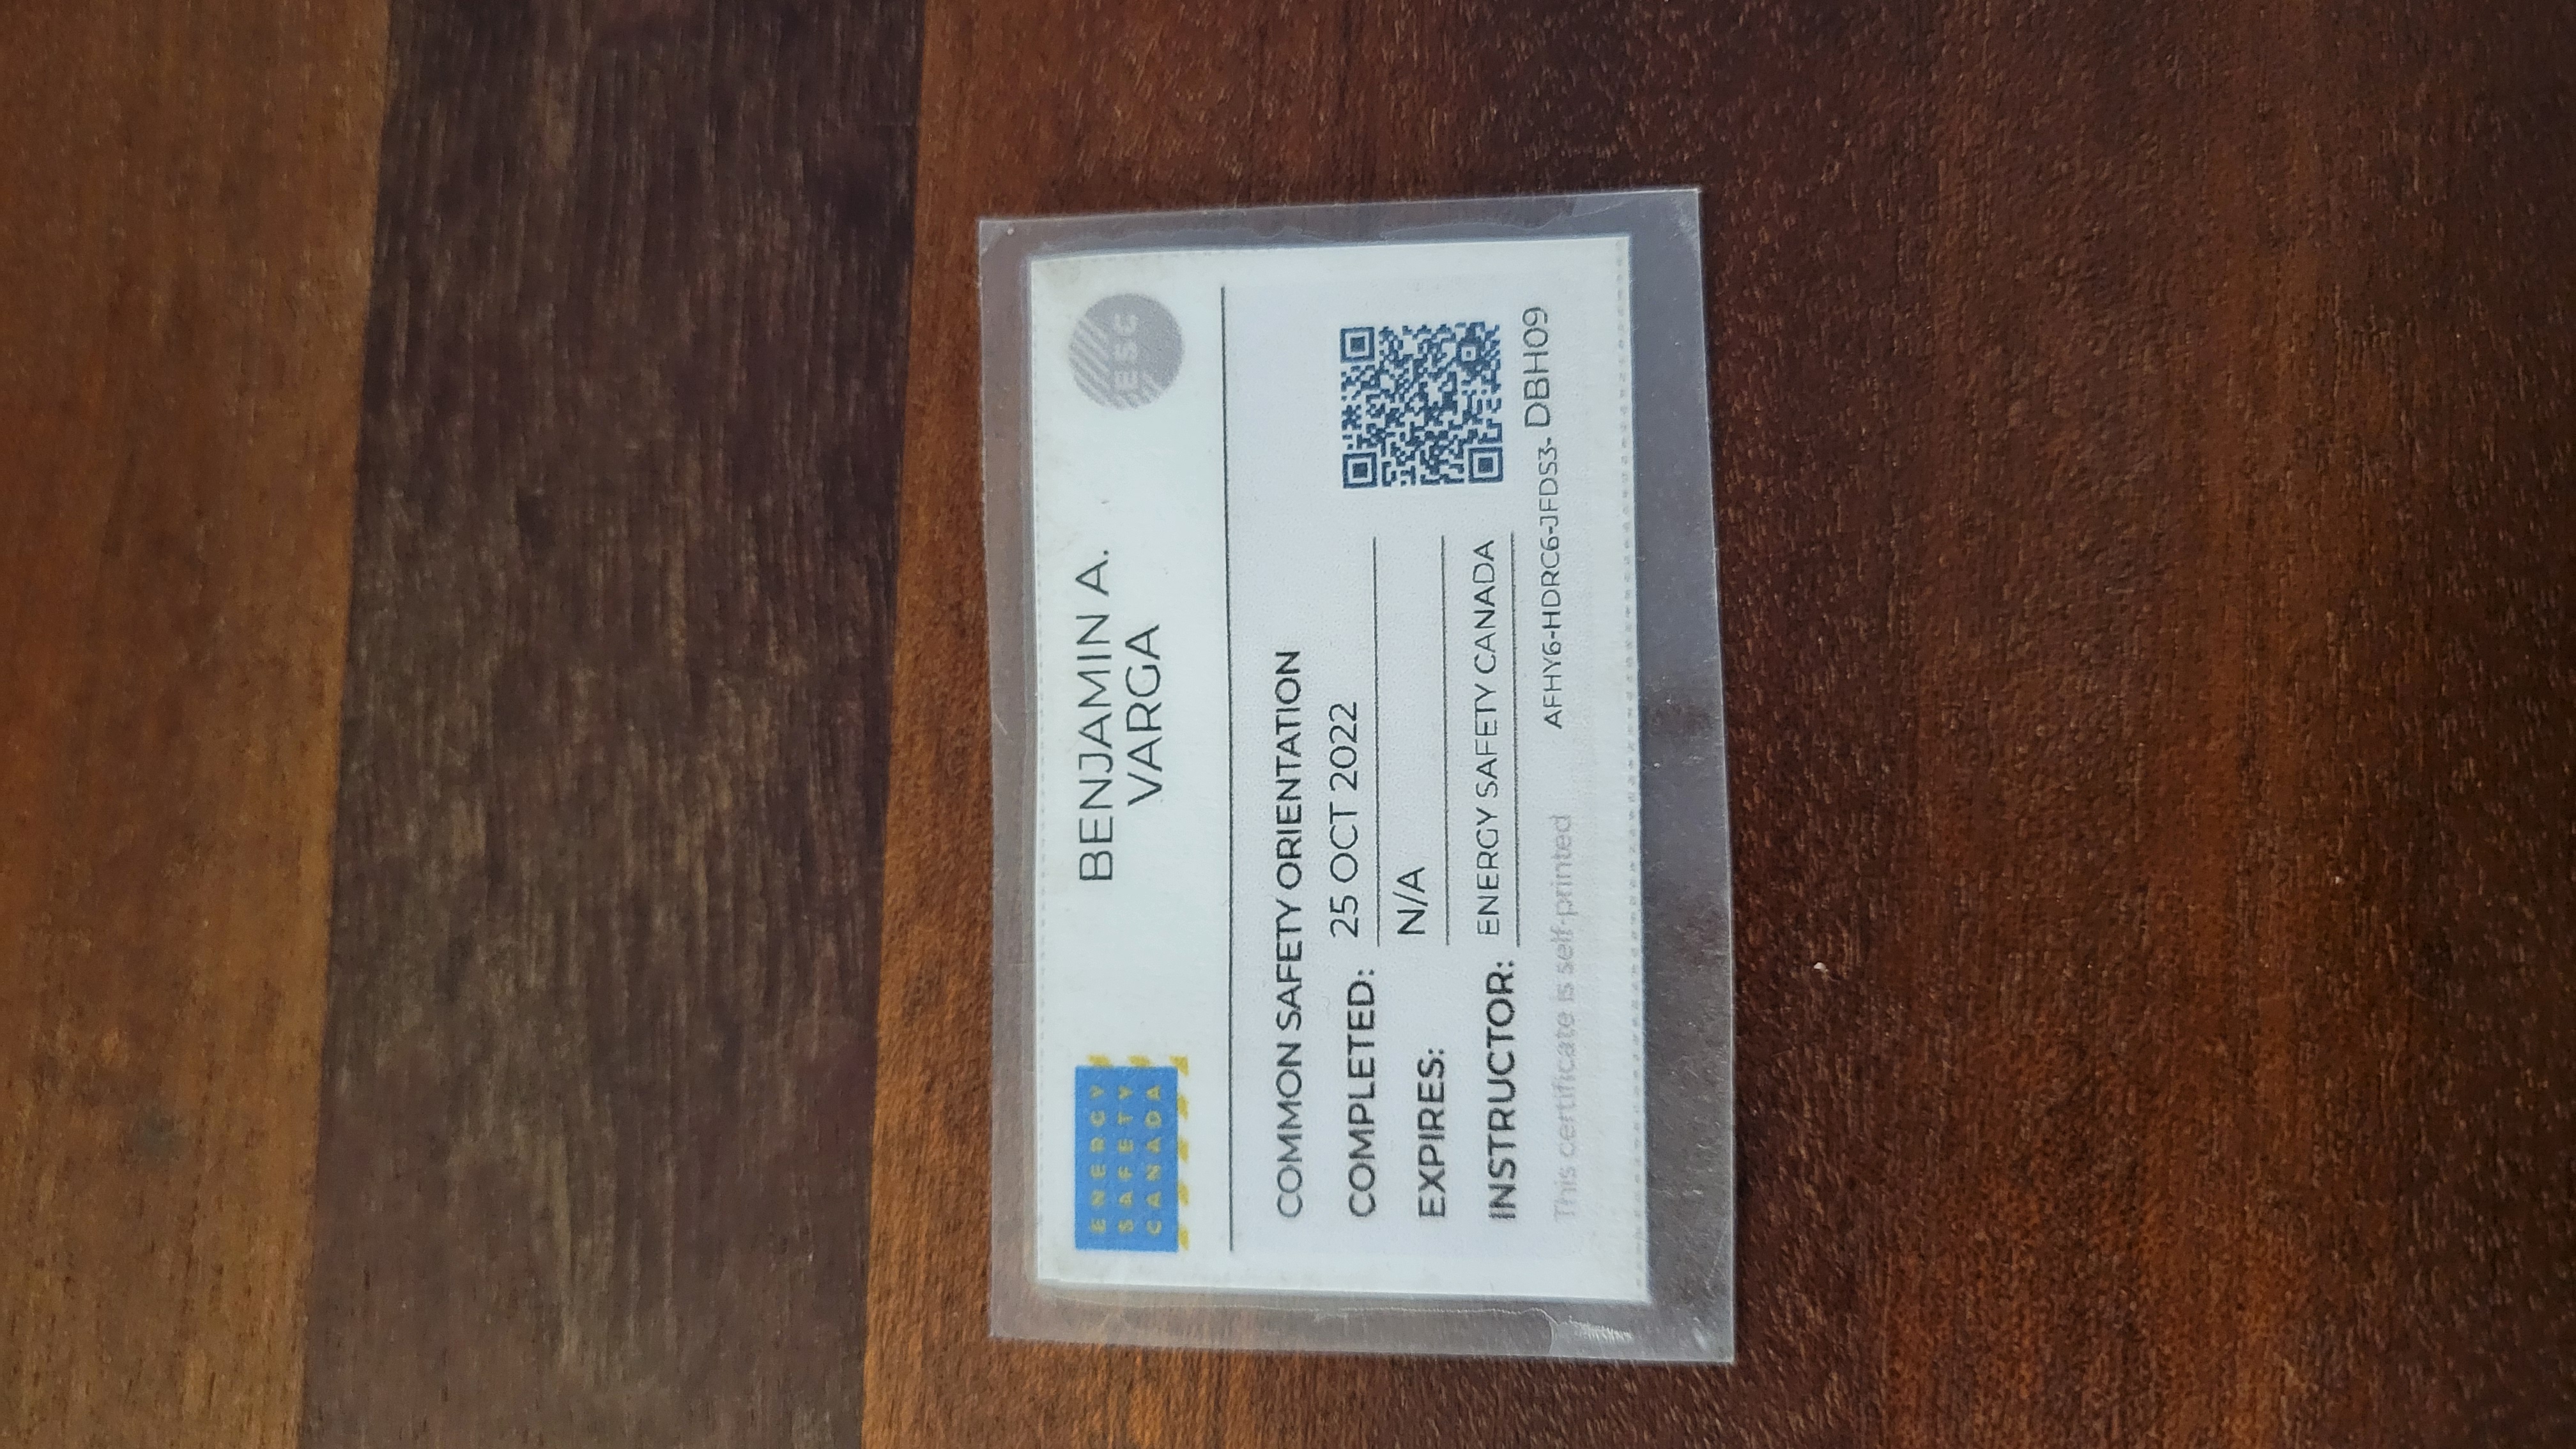 ENERGY
SAFETY
CANADA
BENJAMIN A.
VARGA
ESC
COMMON SAFETY ORIENTATION
COMPLETED: 25 OCT 2022
EXPIRES: N/A
INSTRUCTOR: ENERGY SAFETY CANADA
This certificate is self-printed
AFHY6-HDRC6-JFDS3- DBH09